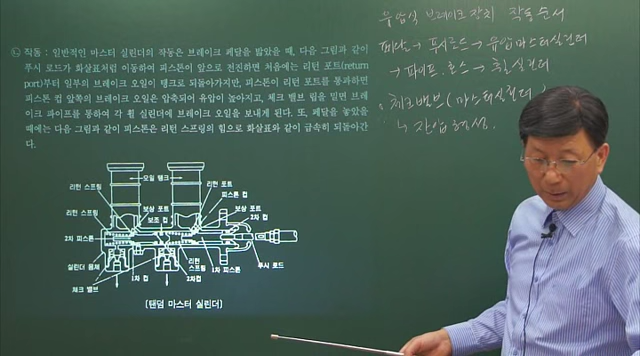 작동 : 일반적인 마스터 실린더의 작동은 브레이크 페달을 밟았을 때, 다음 그림과 같이
푸시 로드가 화살표처럼 이동하여 피스톤이 앞으로 전진하면 처음에는 리턴 포트(return
port)부터 일부의 브레이크 오일이 탱크로 되돌아가지만, 피스톤이 리턴 포트를 통과하면
피스톤 컵 앞쪽의 브레이크 오일은 압축되어 유압이 높아지고, 체크 밸브 림을 밀면 브레
이크 파이프를 통하여 각 휠 실린더에 브레이크 오일을 보내게 된다. 또, 페달을 놓았을
때에는 다음 그림과 같이 피스톤은 리턴 스프링의 힘으로 화살표와 같이 급속히 되돌아간
다.
오일 탱크
리턴 스프링
리턴 포트
피스톤 컵
리턴 스프링
보상 포트
보조 컵
보상 포트
2차 컵
2차 피스톤
실린더 몸체
체크 밸브
1차 컵
2차컵
리턴
스프링
1차 피스톤
푸시 로드
[탠덤 마스터 실린더]
유압식 브레이크 장치 작동순서
페달 → 푸시로드 → 유압마스터실린더
→ 파이프, 호스 → 휠실린더
체크밸브 (마스터실린더)
↳ 잔압형성.